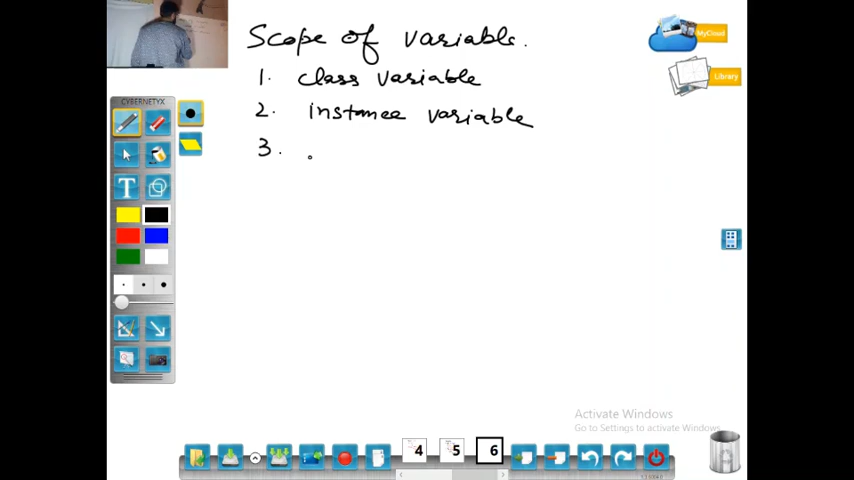 Scope of variable.
1. class variable
2. instance variable
3.
MyCloud
Library
CYBERNETYX
T
Activate Windows
Go to Settings to activate Windows.
4 5 6